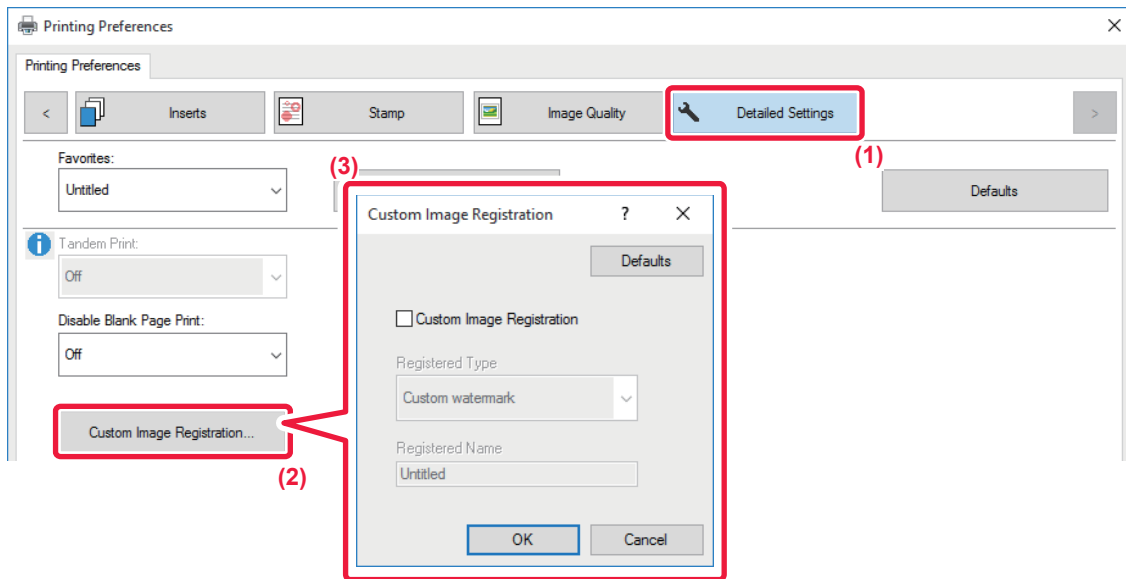 Printing Preferences
Printing Preferences
<
Inserts
Stamp
Image Quality
Detailed Settings
>
(1)
Favorites:
(3)
Untitled
Defaults
Custom Image Registration ? ×
Tandem Print:
Off
Defaults
Disable Blank Page Print:
Custom Image Registration
Off
Registered Type
Custom watermark
Custom Image Registration...
(2)
Registered Name
Untitled
OK
Cancel